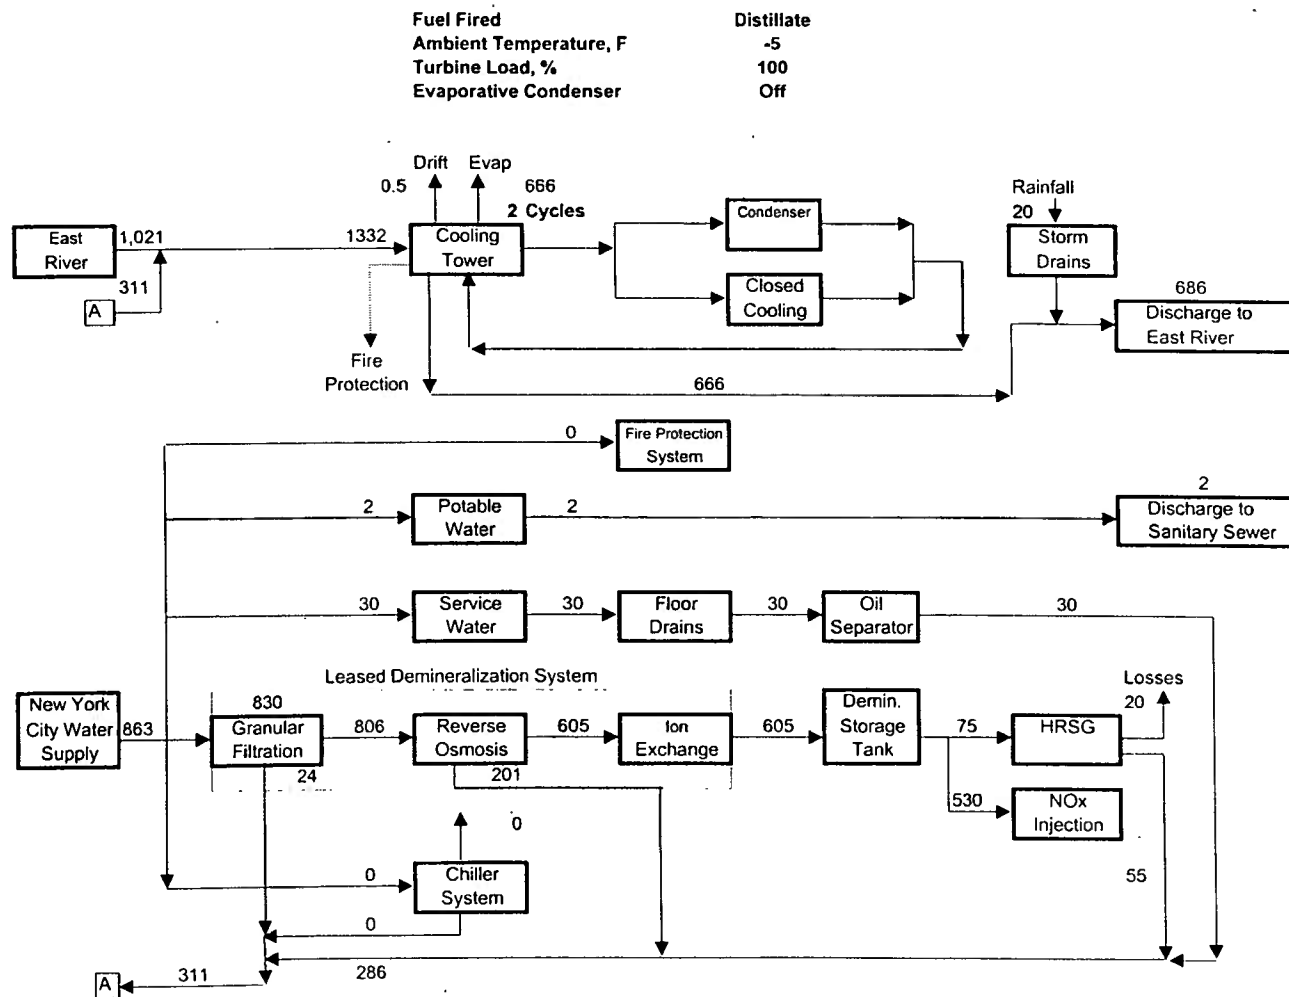 Fuel Fired Distillate
Ambient Temperature, F -5
Turbine Load, % 100
Evaporative Condenser Off
Drift Evap
0.5 666
2 Cycles
Rainfall
20
East
River
1,021
1332
Cooling
Tower
Condenser
Storm
Drains
311
A
Closed
Cooling
686
Discharge to
East River
Fire
Protection
666
0
Fire Protection
System
2
Potable
Water
2
2
Discharge to
Sanitary Sewer
30
Service
Water
30
Floor
Drains
30
Oil
Separator
30
Leased Demineralization System
New York
City Water
Supply
863
830
Granular
Filtration
24
806
Reverse
Osmosis
201
605
Ion
Exchange
605
Demin.
Storage
Tank
75
HRSG
Losses
20
530
NOx
Injection
55
0
0
Chiller
System
0
286
311
A